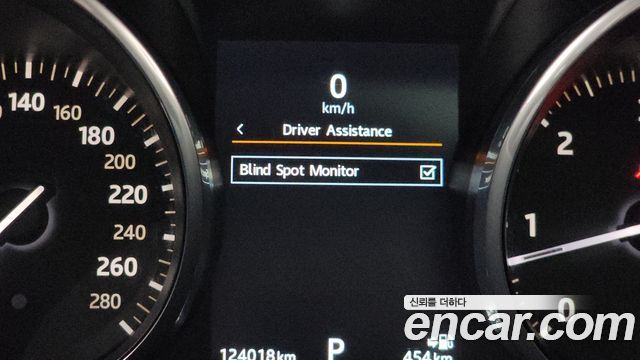 0
km/h
Driver Assistance
Blind Spot Monitor
140
160
180
200
220
240
260
280
2
1
0
신뢰를 더하다
encar.com
124018km
P
454km